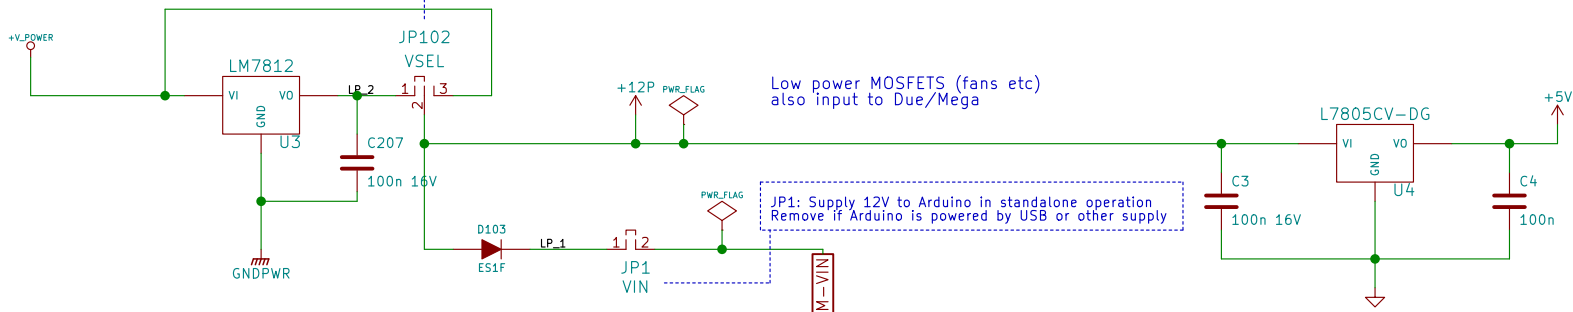 +V_POWER
LM7812
VI
VO
GND
U3
LP_2
C207
100n 16V
GNDPWR
JP102
VSEL
1
2
3
+12P
PWR_FLAG
Low power MOSFETS (fans etc)
also input to Due/Mega
D103
ES1F
LP_1
1
2
JP1
VIN
PWR_FLAG
JP1: Supply 12V to Arduino in standalone operation
Remove if Arduino is powered by USB or other supply
M-VIN
C3
100n 16V
L7805CV-DG
VI
VO
GND
U4
+5V
C4
100n